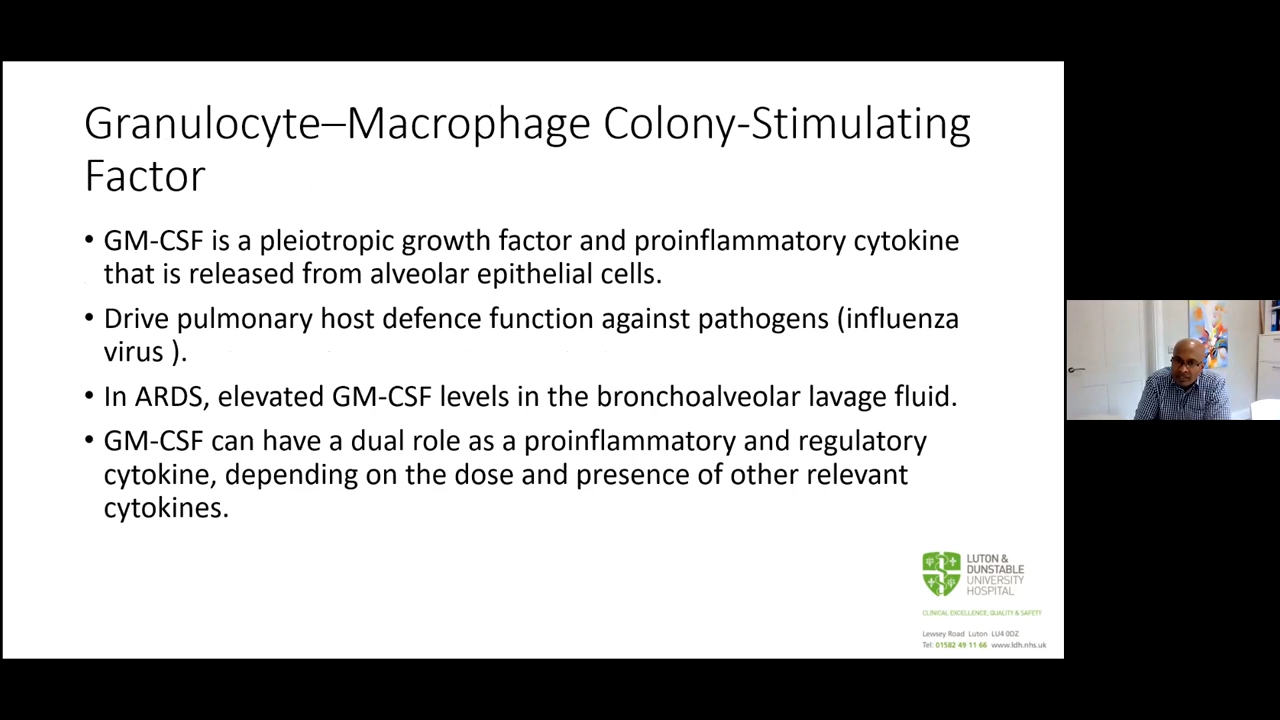 Granulocyte–Macrophage Colony-Stimulating
Factor
• GM-CSF is a pleiotropic growth factor and proinflammatory cytokine
that is released from alveolar epithelial cells.
• Drive pulmonary host defence function against pathogens (influenza
virus ).
• In ARDS, elevated GM-CSF levels in the bronchoalveolar lavage fluid.
• GM-CSF can have a dual role as a proinflammatory and regulatory
cytokine, depending on the dose and presence of other relevant
cytokines.
LUTON &
DUNSTABLE
UNIVERSITY
HOSPITAL
CLINICAL EXCELLENCE, QUALITY & SAFETY
Lewsey Road Luton LU4 0DZ
Tel: 01582 49 11 66 www.ldh.nhs.uk